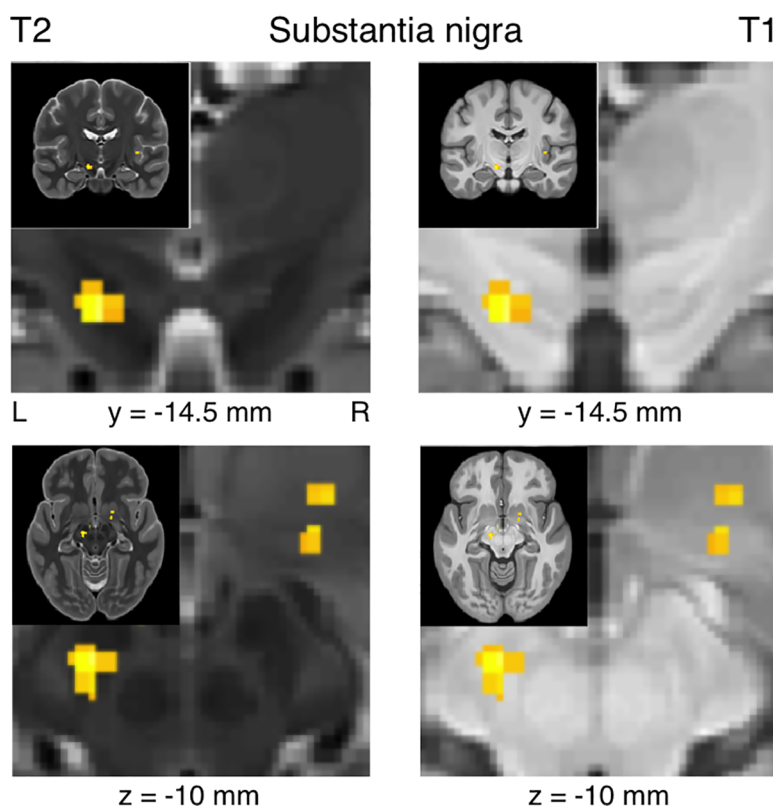 T2 Substantia nigra T1
L y = -14.5 mm R y = -14.5 mm
z = -10 mm z = -10 mm